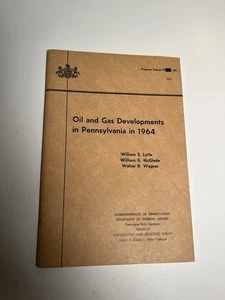 Progress Report
Oil and Gas Developments
in Pennsylvania in 1964
William S. Lytle
William G. McGlade
Walter R. Wagner
COMMONWEALTH OF PENNSYLVANIA
DEPARTMENT OF INTERNAL AFFAIRS
TOPOGRAPHIC AND GEOLOGIC SURVEY